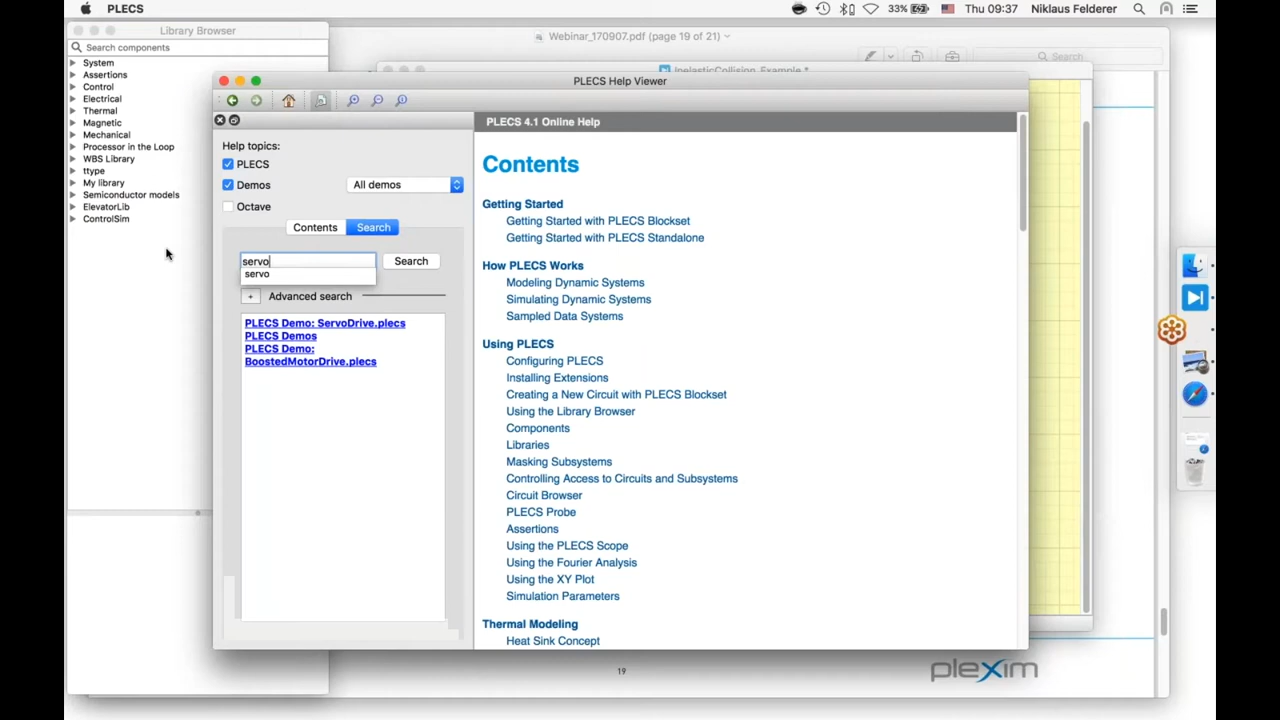 PLECS
33%
Thu 09:37
Niklaus Felderer
Library Browser
Search components
System
Assertions
Control
Electrical
Thermal
Magnetic
Mechanical
Processor in the Loop
WBS Library
ttype
My library
Semiconductor models
ElevatorLib
ControlSim
Webinar_170907.pdf (page 19 of 21)
Search
InelasticCollision_Example *
PLECS Help Viewer
Help topics:
PLECS
Demos
All demos
Octave
Contents
Search
servo
Search
servo
+
Advanced search
PLECS Demo: ServoDrive.plecs
PLECS Demos
PLECS Demo:
BoostedMotorDrive.plecs
PLECS 4.1 Online Help
Contents
Getting Started
Getting Started with PLECS Blockset
Getting Started with PLECS Standalone
How PLECS Works
Modeling Dynamic Systems
Simulating Dynamic Systems
Sampled Data Systems
Using PLECS
Configuring PLECS
Installing Extensions
Creating a New Circuit with PLECS Blockset
Using the Library Browser
Components
Libraries
Masking Subsystems
Controlling Access to Circuits and Subsystems
Circuit Browser
PLECS Probe
Assertions
Using the PLECS Scope
Using the Fourier Analysis
Using the XY Plot
Simulation Parameters
Thermal Modeling
Heat Sink Concept
19
plexim